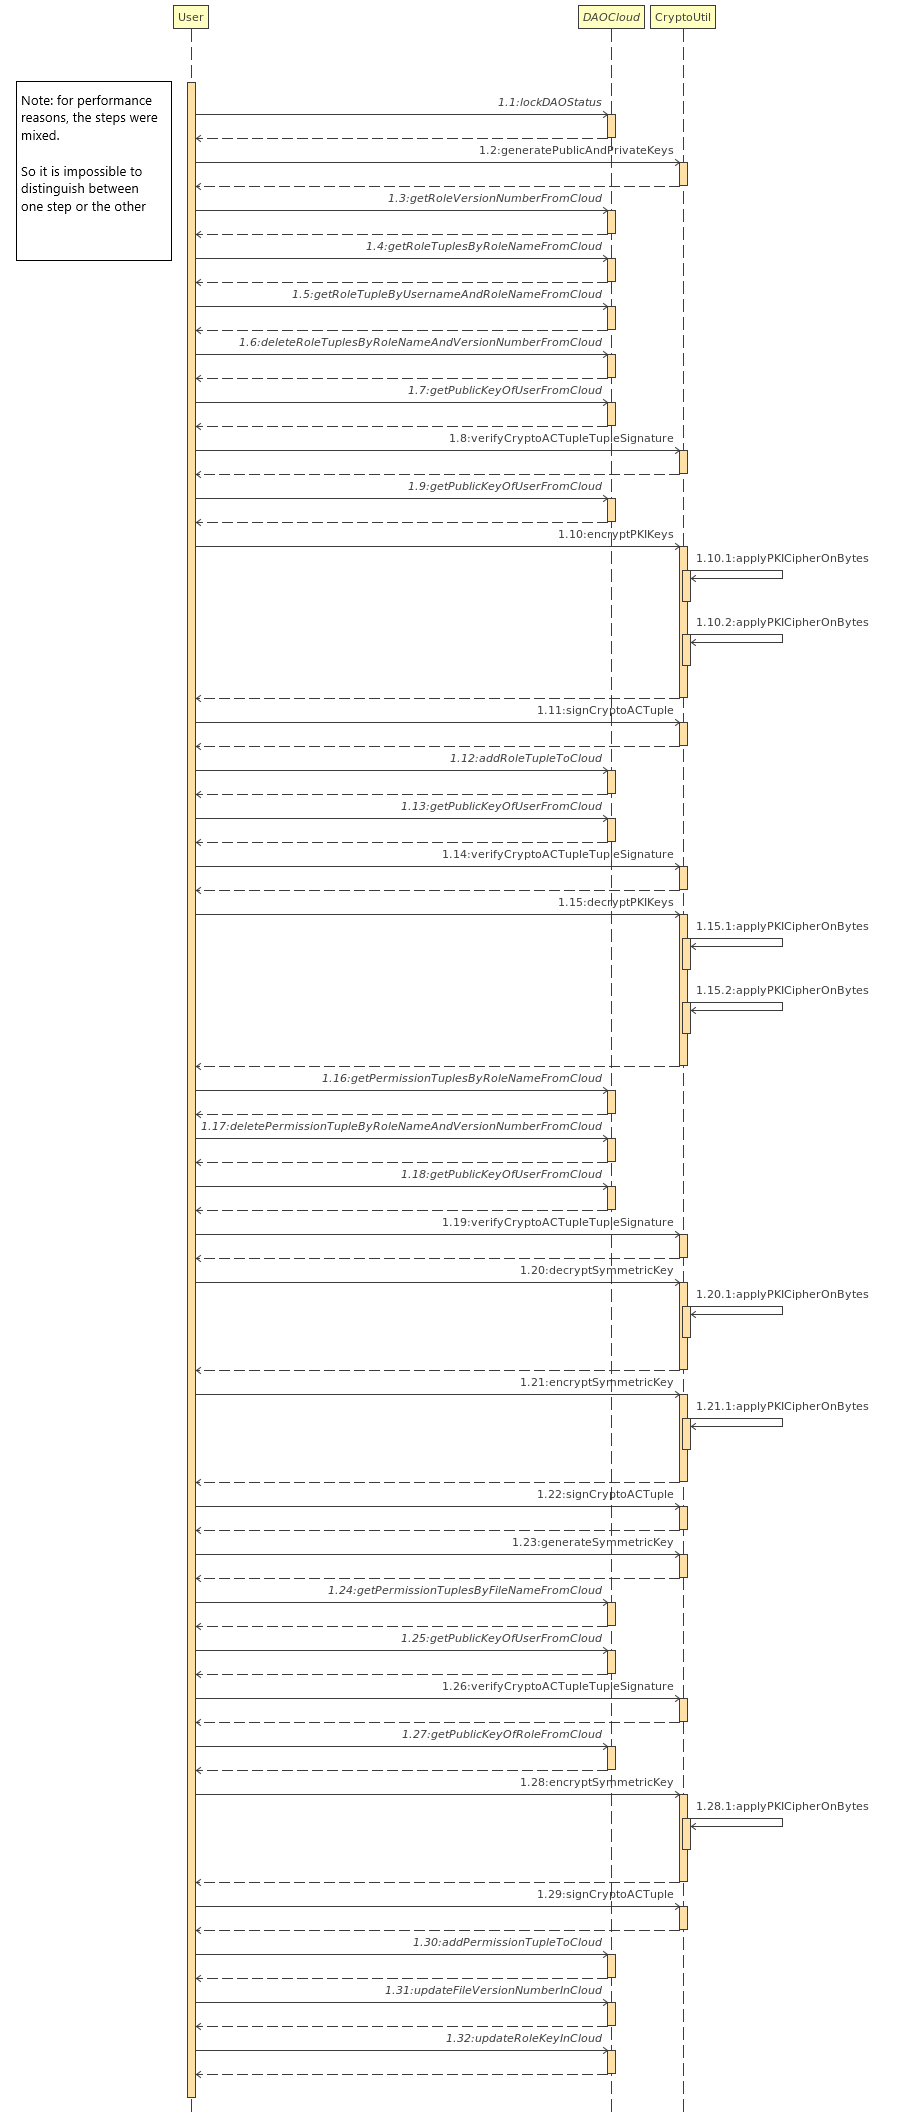 User
DAOCloud
CryptoUtil
Note: for performance
reasons, the steps were
mixed.
So it is impossible to
distinguish between
one step or the other
1.1:lockDAOStatus
1.2:generatePublicAndPrivateKeys
1.3:getRoleVersionNumberFromCloud
1.4:getRoleTuplesByRoleNameFromCloud
1.5:getRoleTupleByUsernameAndRoleNameFromCloud
1.6:deleteRoleTuplesByRoleNameAndVersionNumberFromCloud
1.7:getPublicKeyOfUserFromCloud
1.8:verifyCryptoACTupleTupleSignature
1.9:getPublicKeyOfUserFromCloud
1.10:encryptPKIKeys
1.10.1:applyPKICipherOnBytes
1.10.2:applyPKICipherOnBytes
1.11:signCryptoACTuple
1.12:addRoleTupleToCloud
1.13:getPublicKeyOfUserFromCloud
1.14:verifyCryptoACTupleTupleSignature
1.15:decryptPKIKeys
1.15.1:applyPKICipherOnBytes
1.15.2:applyPKICipherOnBytes
1.16:getPermissionTuplesByRoleNameFromCloud
1.17:deletePermissionTupleByRoleNameAndVersionNumberFromCloud
1.18:getPublicKeyOfUserFromCloud
1.19:verifyCryptoACTupleTupleSignature
1.20:decryptSymmetricKey
1.20.1:applyPKICipherOnBytes
1.21:encryptSymmetricKey
1.21.1:applyPKICipherOnBytes
1.22:signCryptoACTuple
1.23:generateSymmetricKey
1.24:getPermissionTuplesByFileNameFromCloud
1.25:getPublicKeyOfUserFromCloud
1.26:verifyCryptoACTupleTupleSignature
1.27:getPublicKeyOfRoleFromCloud
1.28:encryptSymmetricKey
1.28.1:applyPKICipherOnBytes
1.29:signCryptoACTuple
1.30:addPermissionTupleToCloud
1.31:updateFileVersionNumberInCloud
1.32:updateRoleKeyInCloud